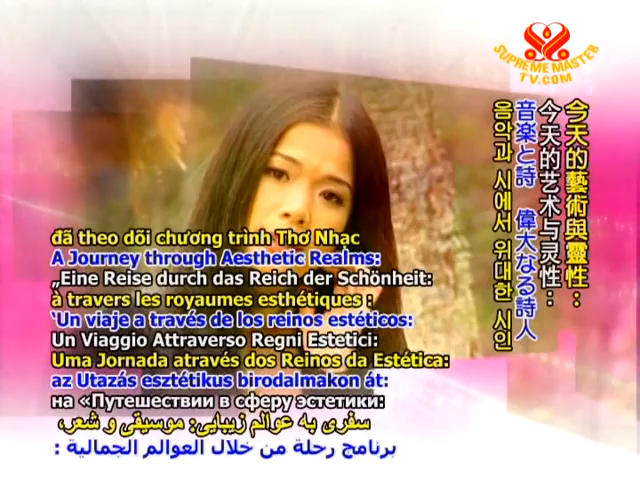 SUPREME MASTER
TV.COM
今天的藝術與靈性：
今天的艺术与灵性：
音楽と詩 偉大なる詩人
음악과 시에서 위대한 시인
đã theo dõi chương trình Thơ Nhạc
A Journey through Aesthetic Realms:
„Eine Reise durch das Reich der Schönheit:
à travers les royaumes esthétiques :
‘Un viaje a través de los reinos estéticos:
Un Viaggio Attraverso Regni Estetici:
Uma Jornada através dos Reinos da Estética:
az Utazás esztétikus birodalmakon át:
на «Путешествии в сферу эстетики:
سفری به عوالم زیبایی: موسیقی و شعر،
برنامج رحلة من خلال العوالم الجمالية :